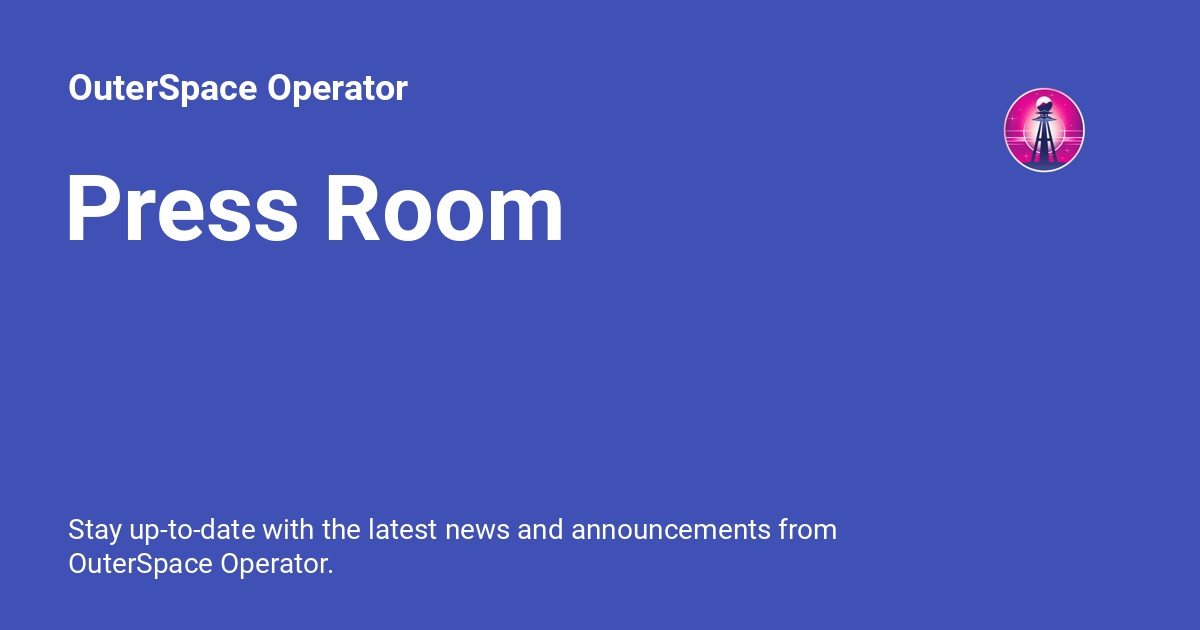 OuterSpace Operator
Press Room
Stay up-to-date with the latest news and announcements from
OuterSpace Operator.